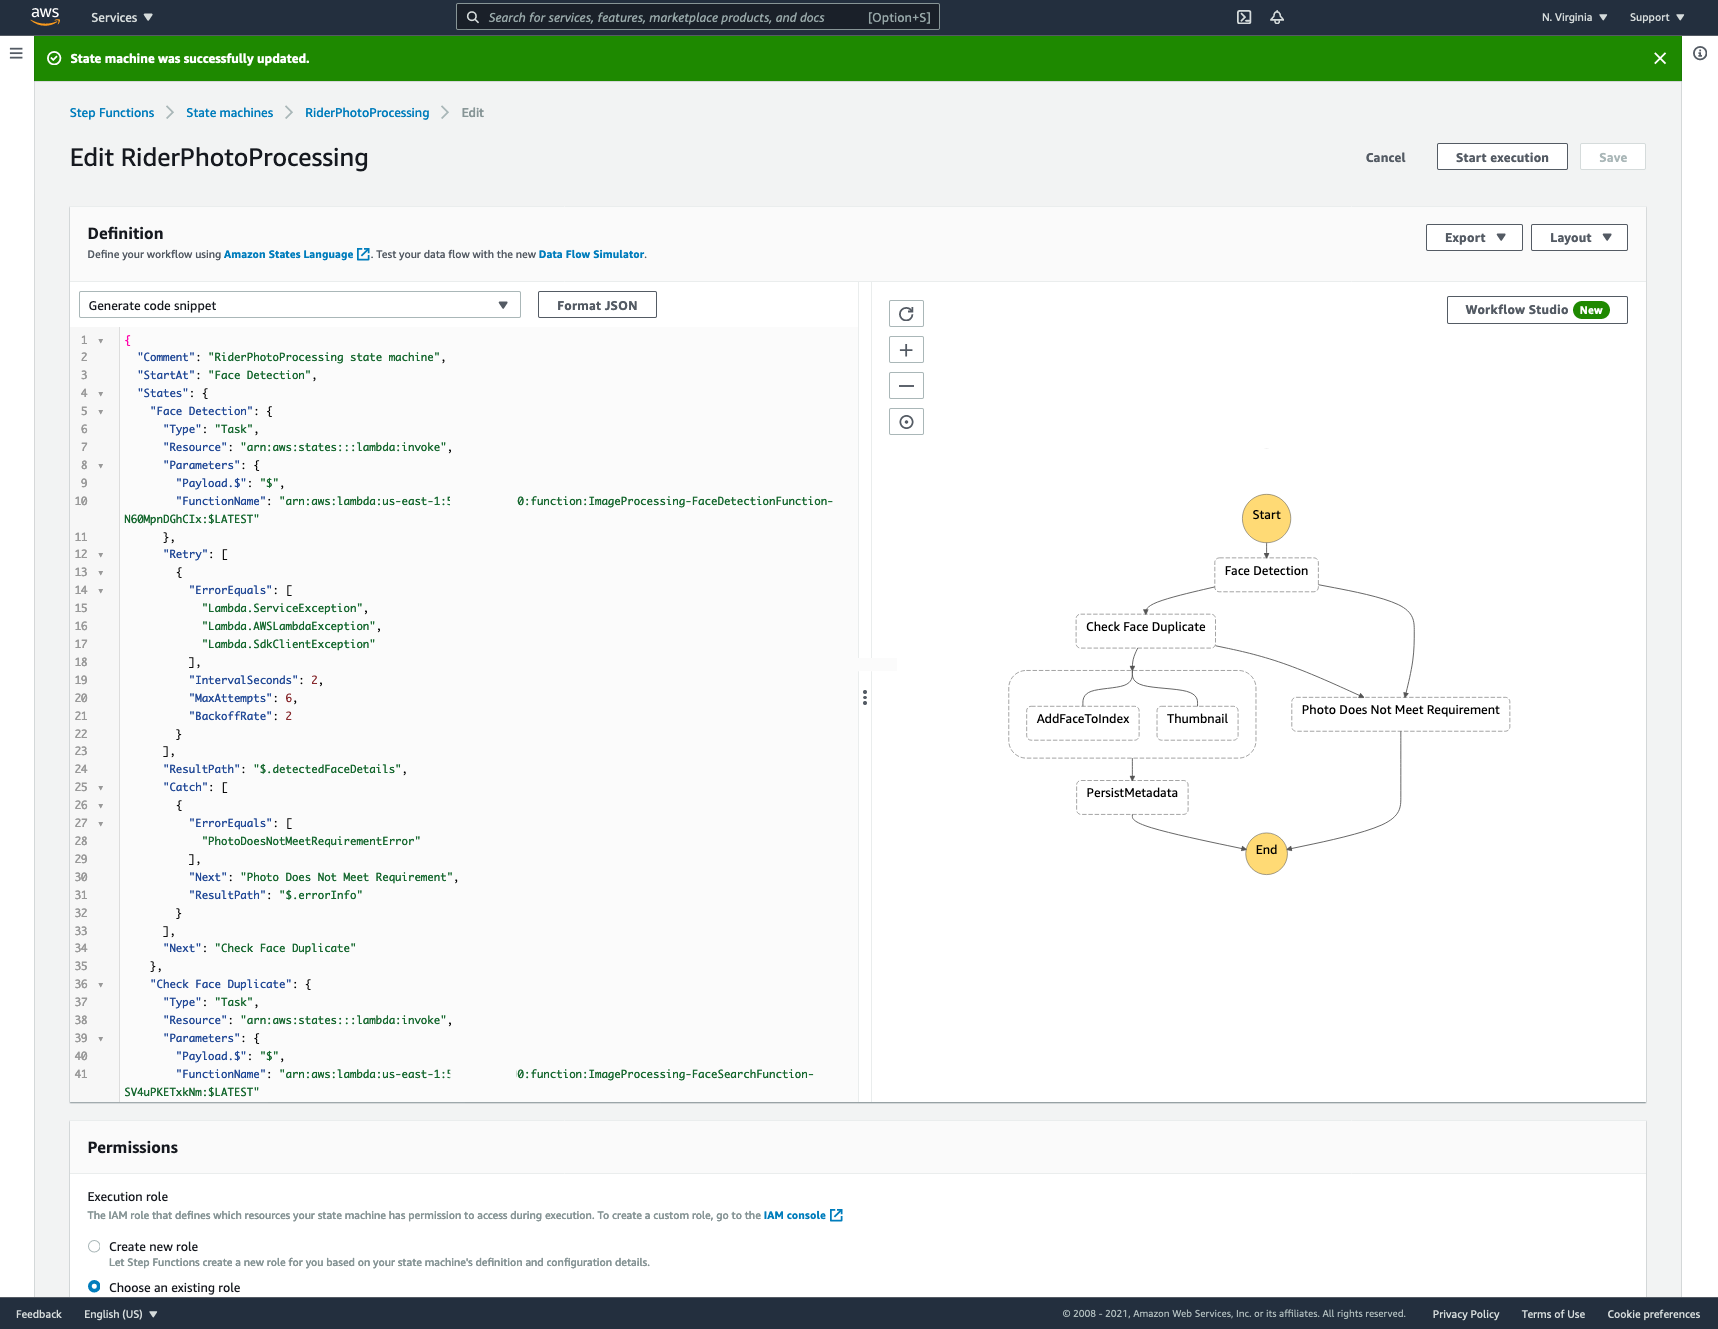 aws Services Search for services, features, marketplace products, and docs [Option+S] N. Virginia Support
State machine was successfully updated.
Step Functions State machines RiderPhotoProcessing Edit
Edit RiderPhotoProcessing
Cancel Start execution Save
Definition
Define your workflow using Amazon States Language. Test your data flow with the new Data Flow Simulator.
Export Layout
Generate code snippet Format JSON
1 {
2 "Comment": "RiderPhotoProcessing state machine",
3 "StartAt": "Face Detection",
4 "States": {
5 "Face Detection": {
6 "Type": "Task",
7 "Resource": "arn:aws:states:::lambda:invoke",
8 "Parameters": {
9 "Payload.$": "$",
10 "FunctionName": "arn:aws:lambda:us-east-1:5 0:function:ImageProcessing-FaceDetectionFunction-
N60MpnDGhCIx:$LATEST"
11 },
12 "Retry": [
13 {
14 "ErrorEquals": [
15 "Lambda.ServiceException",
16 "Lambda.AWSLambdaException",
17 "Lambda.SdkClientException"
18 ],
19 "IntervalSeconds": 2,
20 "MaxAttempts": 6,
21 "BackoffRate": 2
22 }
23 ],
24 "ResultPath": "$.detectedFaceDetails",
25 "Catch": [
26 {
27 "ErrorEquals": [
28 "PhotoDoesNotMeetRequirementError"
29 ],
30 "Next": "Photo Does Not Meet Requirement",
31 "ResultPath": "$.errorInfo"
32 }
33 ],
34 "Next": "Check Face Duplicate"
35 },
36 "Check Face Duplicate": {
37 "Type": "Task",
38 "Resource": "arn:aws:states:::lambda:invoke",
39 "Parameters": {
40 "Payload.$": "$",
41 "FunctionName": "arn:aws:lambda:us-east-1:5 0:function:ImageProcessing-FaceSearchFunction-
SV4uPKETxkNm:$LATEST"
Workflow Studio New
Start
Face Detection
Check Face Duplicate
AddFaceToIndex Thumbnail
Photo Does Not Meet Requirement
PersistMetadata
End
Permissions
Execution role
The IAM role that defines which resources your state machine has permission to access during execution. To create a custom role, go to the IAM console
Create new role
Let Step Functions create a new role for you based on your state machine's definition and configuration details.
Choose an existing role
Feedback English (US) © 2008 - 2021, Amazon Web Services, Inc. or its affiliates. All rights reserved. Privacy Policy Terms of Use Cookie preferences